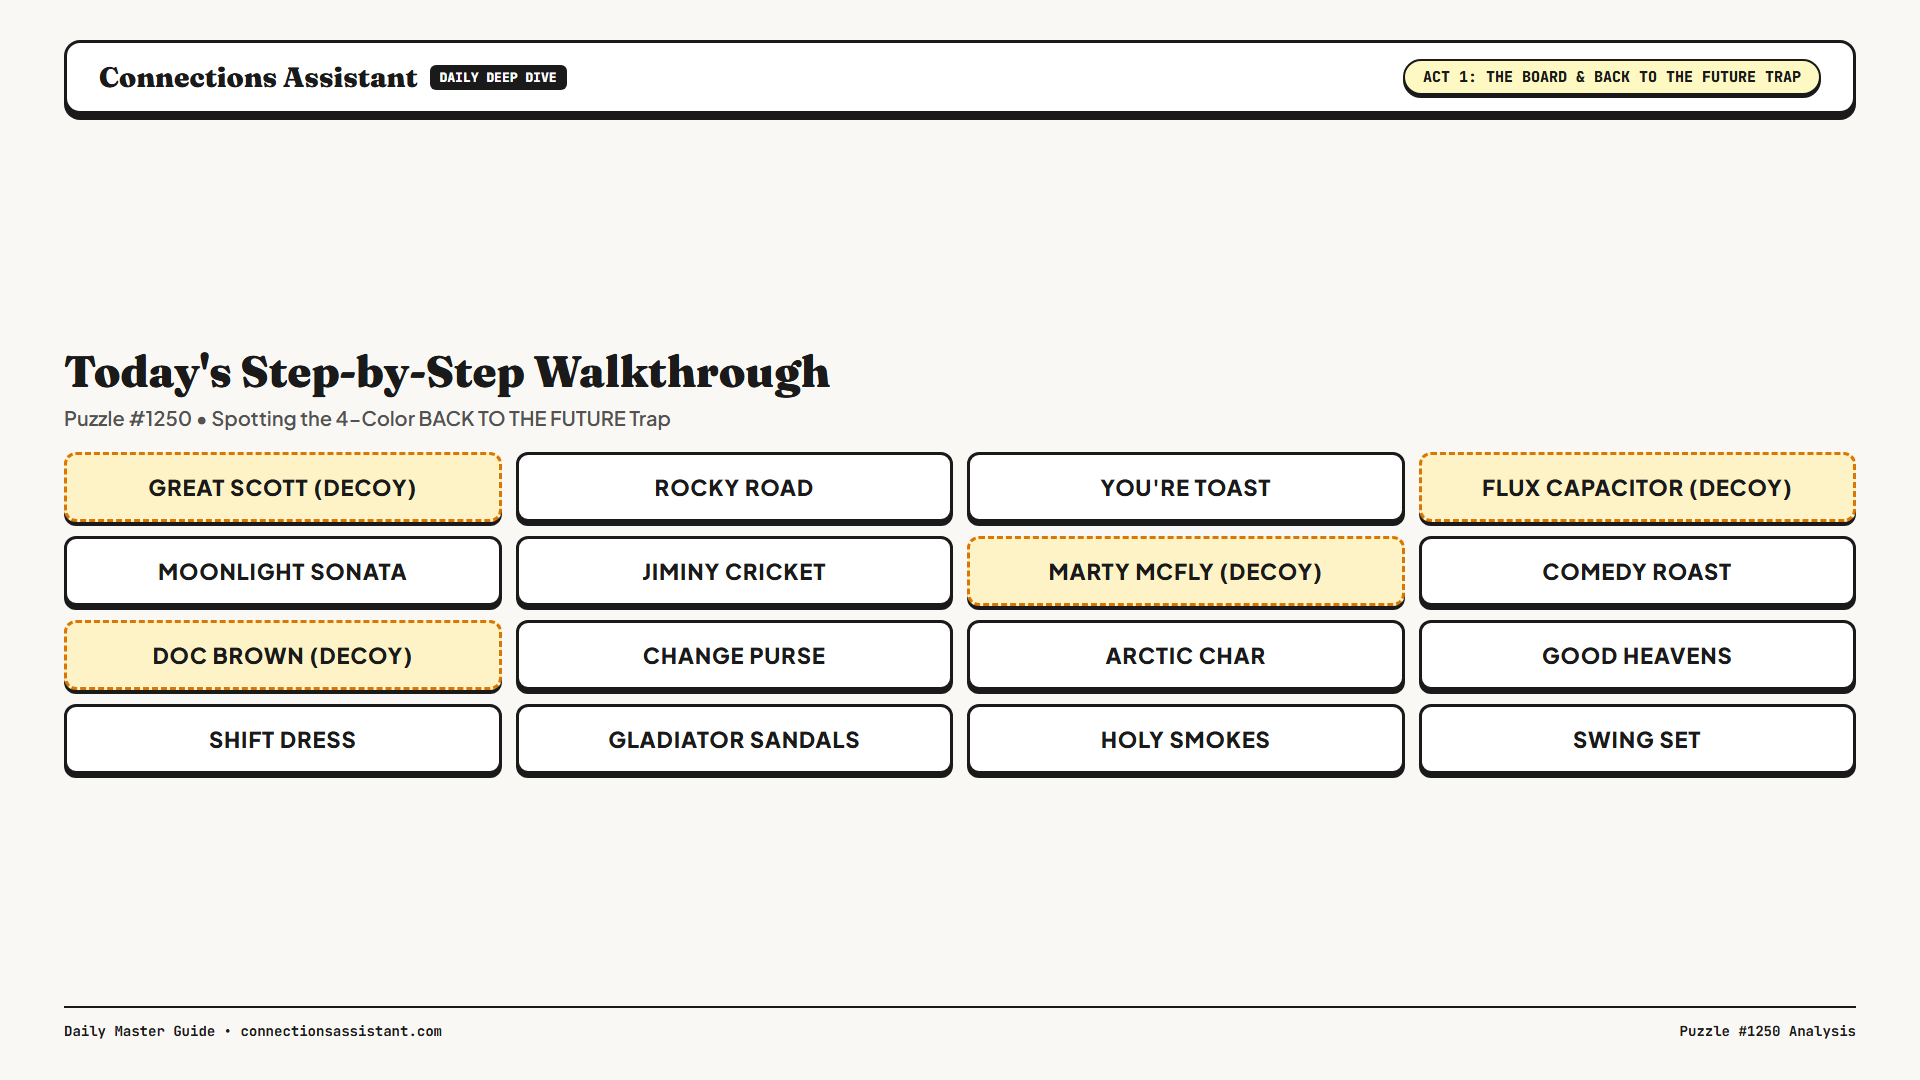 Connections Assistant DAILY DEEP DIVE ACT 1: THE BOARD & BACK TO THE FUTURE TRAP
Today's Step-by-Step Walkthrough
Puzzle #1250 • Spotting the 4-Color BACK TO THE FUTURE Trap
GREAT SCOTT (DECOY) ROCKY ROAD YOU'RE TOAST FLUX CAPACITOR (DECOY)
MOONLIGHT SONATA JIMINY CRICKET MARTY MCFLY (DECOY) COMEDY ROAST
DOC BROWN (DECOY) CHANGE PURSE ARCTIC CHAR GOOD HEAVENS
SHIFT DRESS GLADIATOR SANDALS HOLY SMOKES SWING SET
Daily Master Guide • connectionsassistant.com Puzzle #1250 Analysis